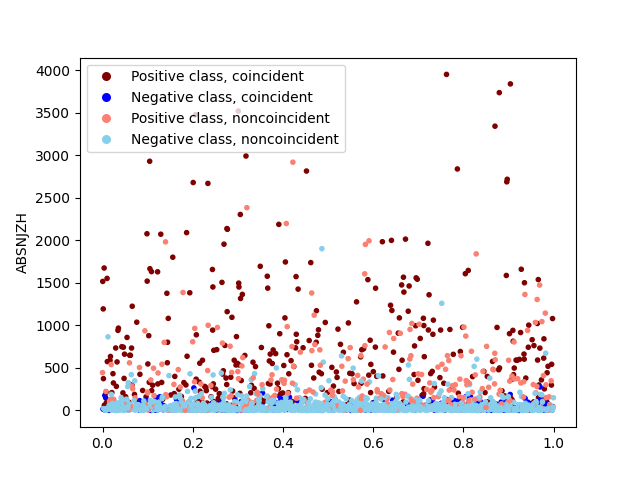 4000
3500
3000
2500
2000
1500
1000
500
0
ABSNJZH
Positive class, coincident
Negative class, coincident
Positive class, noncoincident
Negative class, noncoincident
0.0 0.2 0.4 0.6 0.8 1.0